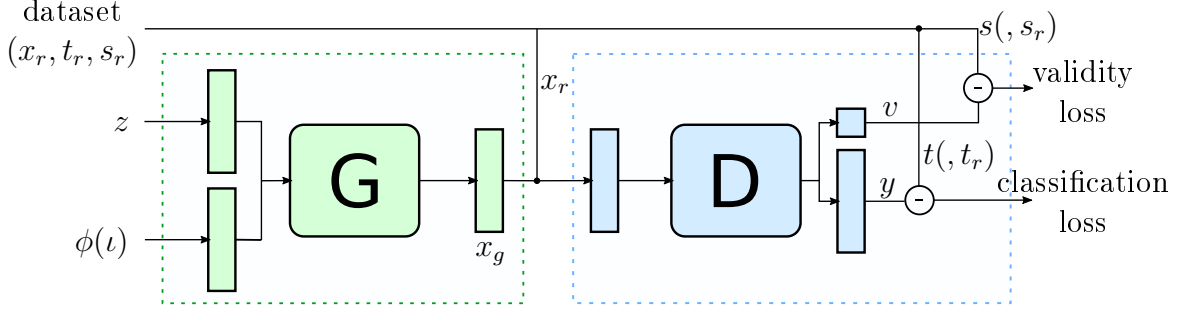 dataset
(x_r, t_r, s_r)
s(, s_r)
validity
loss
x_r
z
v
G
D
t(, t_r)
y
classification
loss
ϕ(ι)
x_g
-
-